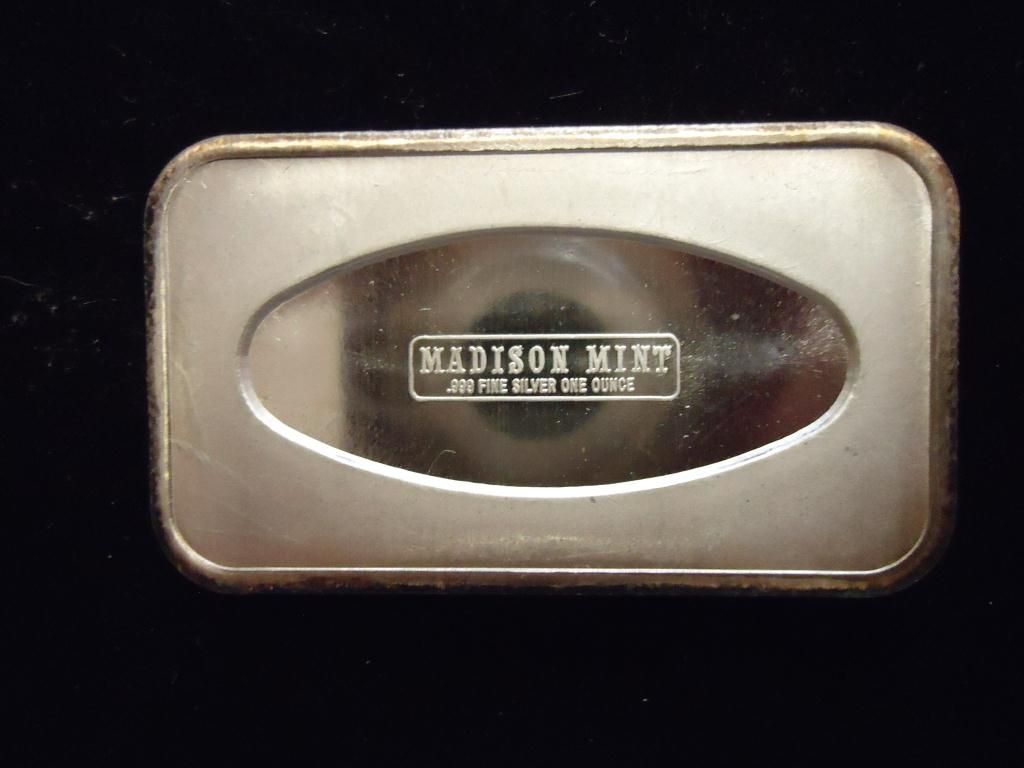 MADISON MINT
.999 FINE SILVER ONE OUNCE